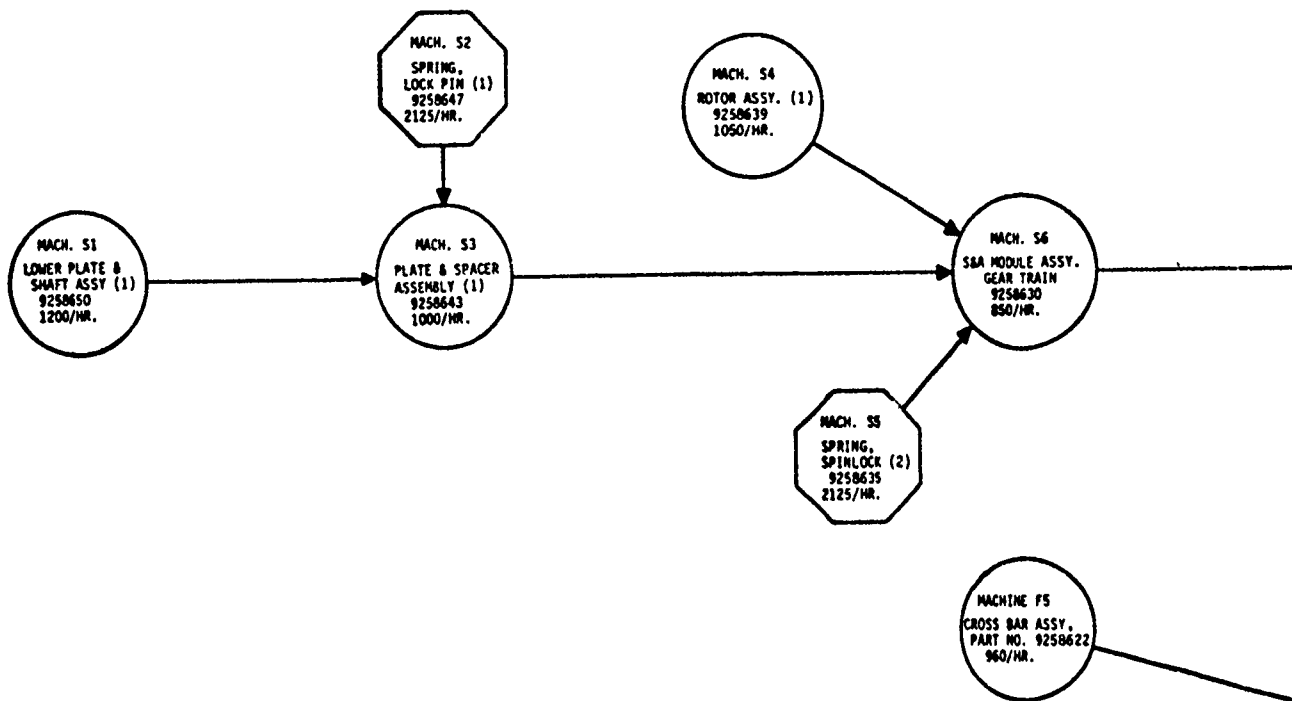 MACH. S2
SPRING,
LOCK PIN (1)
9258647
2125/HR.
MACH. S4
ROTOR ASSY. (1)
9258639
1050/HR.
MACH. S1
LOWER PLATE &
SHAFT ASSY (1)
9258650
1200/HR.
MACH. S3
PLATE & SPACER
ASSEMBLY (1)
9258643
1000/HR.
MACH. S6
S&A MODULE ASSY.
GEAR TRAIN
9258630
850/HR.
MACH. S5
SPRING,
SPINLOCK (2)
9258635
2125/HR.
MACHINE F5
CROSS BAR ASSY,
PART NO. 9258622
960/HR.